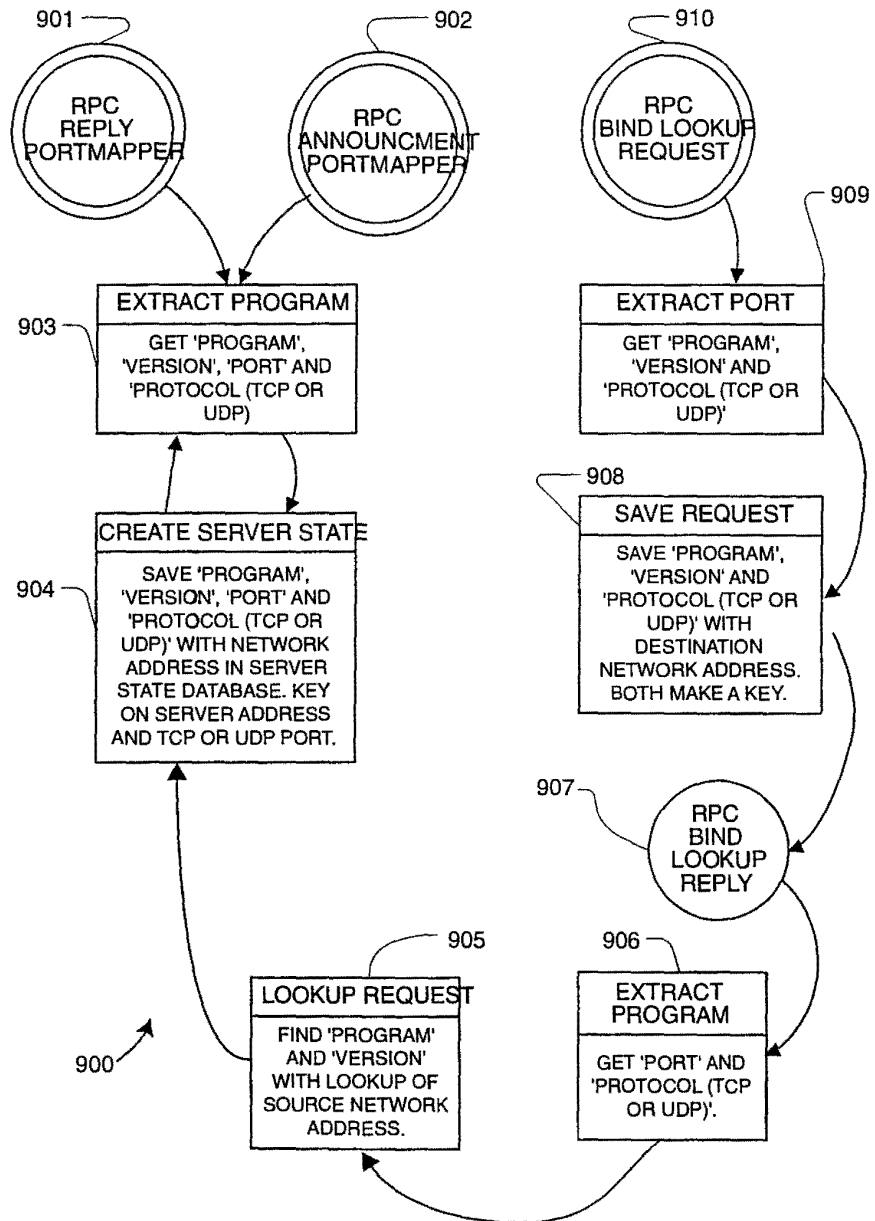 901
902
910
RPC
REPLY
PORTMAPPER
RPC
ANNOUNCMENT
PORTMAPPER
RPC
BIND LOOKUP
REQUEST
909
903
EXTRACT PROGRAM
GET 'PROGRAM',
'VERSION', 'PORT' AND
'PROTOCOL (TCP OR
UDP)
EXTRACT PORT
GET 'PROGRAM',
'VERSION' AND
'PROTOCOL (TCP OR
UDP)'
908
904
CREATE SERVER STATE
SAVE 'PROGRAM',
'VERSION', 'PORT' AND
'PROTOCOL (TCP OR
UDP)' WITH NETWORK
ADDRESS IN SERVER
STATE DATABASE. KEY
ON SERVER ADDRESS
AND TCP OR UDP PORT.
SAVE REQUEST
SAVE 'PROGRAM',
'VERSION' AND
'PROTOCOL (TCP OR
UDP)' WITH
DESTINATION
NETWORK ADDRESS.
BOTH MAKE A KEY.
907
RPC
BIND
LOOKUP
REPLY
905
906
LOOKUP REQUEST
FIND 'PROGRAM'
AND 'VERSION'
WITH LOOKUP OF
SOURCE NETWORK
ADDRESS.
EXTRACT
PROGRAM
GET 'PORT' AND
'PROTOCOL (TCP
OR UDP)'.
900